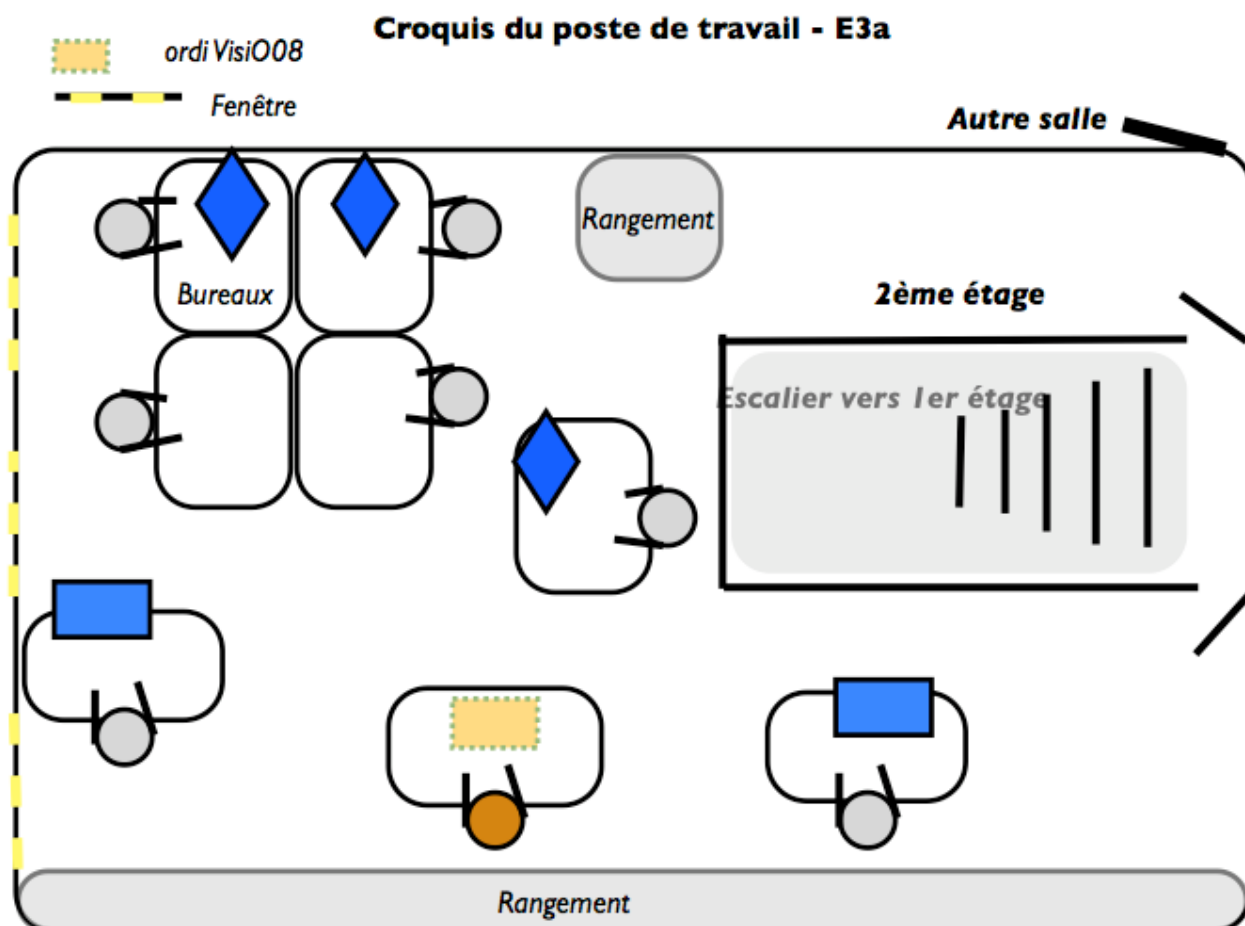 Croquis du poste de travail - E3a
ordi VisiO08
Fenêtre
Autre salle
Rangement
Bureaux
2ème étage
Escalier vers 1er étage
Rangement